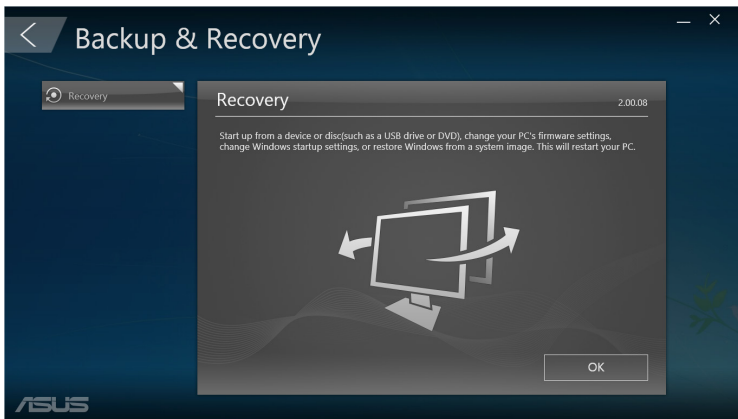 Backup & Recovery
Recovery
Recovery
2.00.08
Start up from a device or disc(such as a USB drive or DVD), change your PC's firmware settings,
change Windows startup settings, or restore Windows from a system image. This will restart your PC.
OK
ASUS